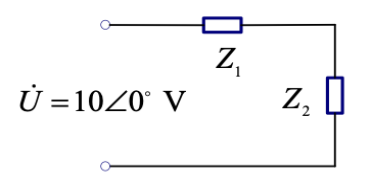 Z₁
U̇ = 10∠0° V
Z₂